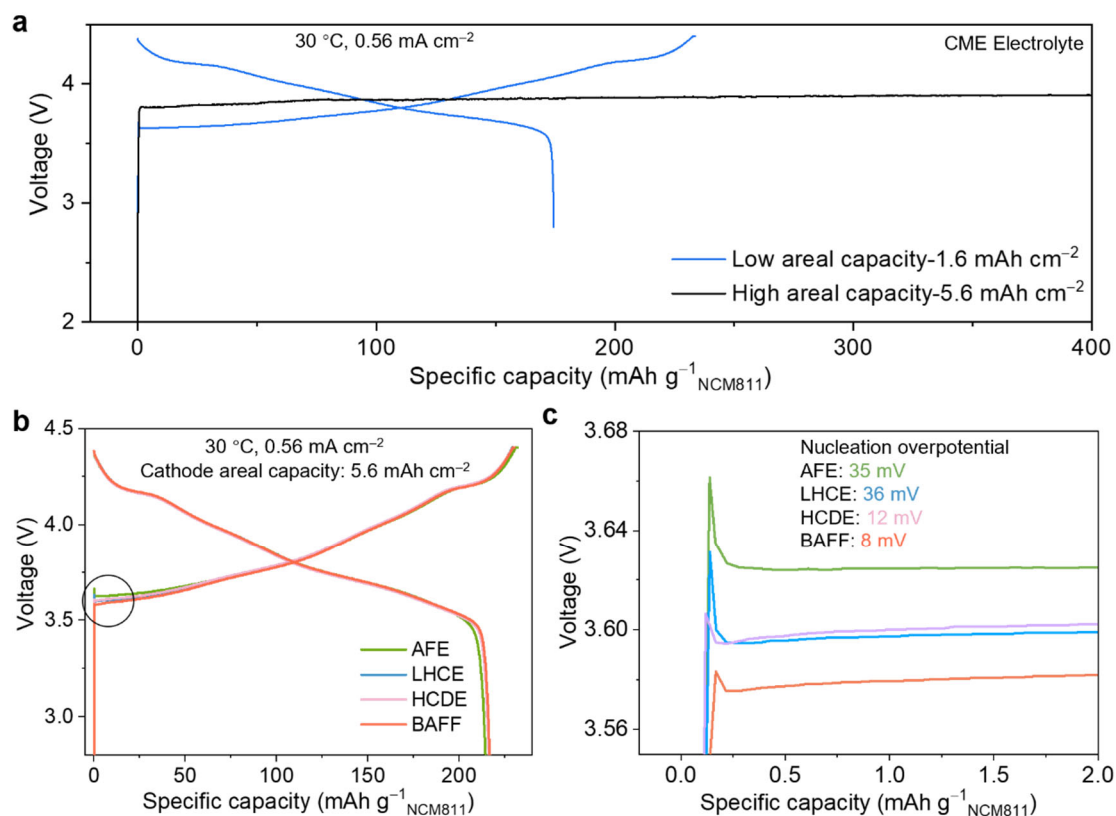 a
30 °C, 0.56 mA cm⁻²
CME Electrolyte
4
3
2
Voltage (V)
Low areal capacity-1.6 mAh cm⁻²
High areal capacity-5.6 mAh cm⁻²
0 100 200 300 400
Specific capacity (mAh g⁻¹NCM811)
b
30 °C, 0.56 mA cm⁻²
Cathode areal capacity: 5.6 mAh cm⁻²
4.5
4.0
3.5
3.0
Voltage (V)
AFE
LHCE
HCDE
BAFF
0 50 100 150 200
Specific capacity (mAh g⁻¹NCM811)
c
3.68
3.64
3.60
3.56
Voltage (V)
Nucleation overpotential
AFE: 35 mV
LHCE: 36 mV
HCDE: 12 mV
BAFF: 8 mV
0.0 0.5 1.0 1.5 2.0
Specific capacity (mAh g⁻¹NCM811)